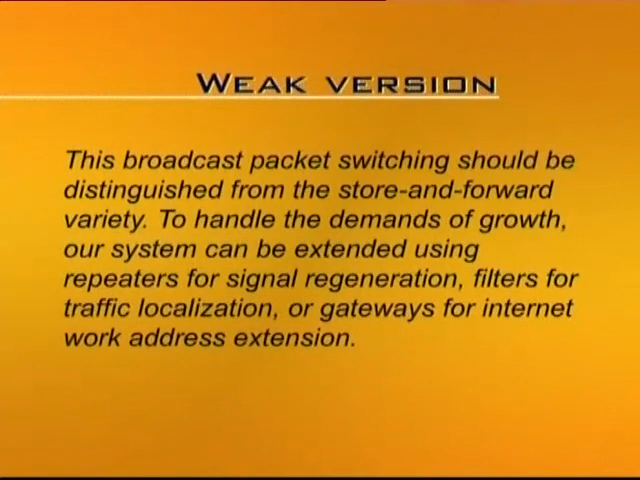 WEAK VERSION
This broadcast packet switching should be
distinguished from the store-and-forward
variety. To handle the demands of growth,
our system can be extended using
repeaters for signal regeneration, filters for
traffic localization, or gateways for internet
work address extension.